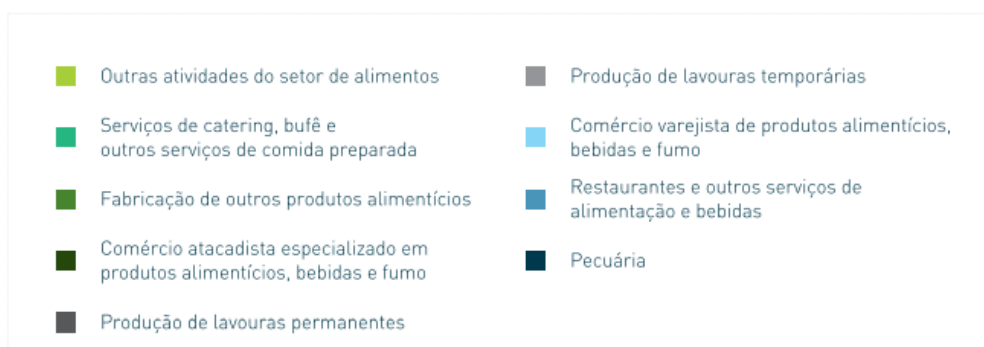 Outras atividades do setor de alimentos
Serviços de catering, bufê e
outros serviços de comida preparada
Fabricação de outros produtos alimentícios
Comércio atacadista especializado em
produtos alimentícios, bebidas e fumo
Produção de lavouras permanentes
Produção de lavouras temporárias
Comércio varejista de produtos alimentícios,
bebidas e fumo
Restaurantes e outros serviços de
alimentação e bebidas
Pecuária